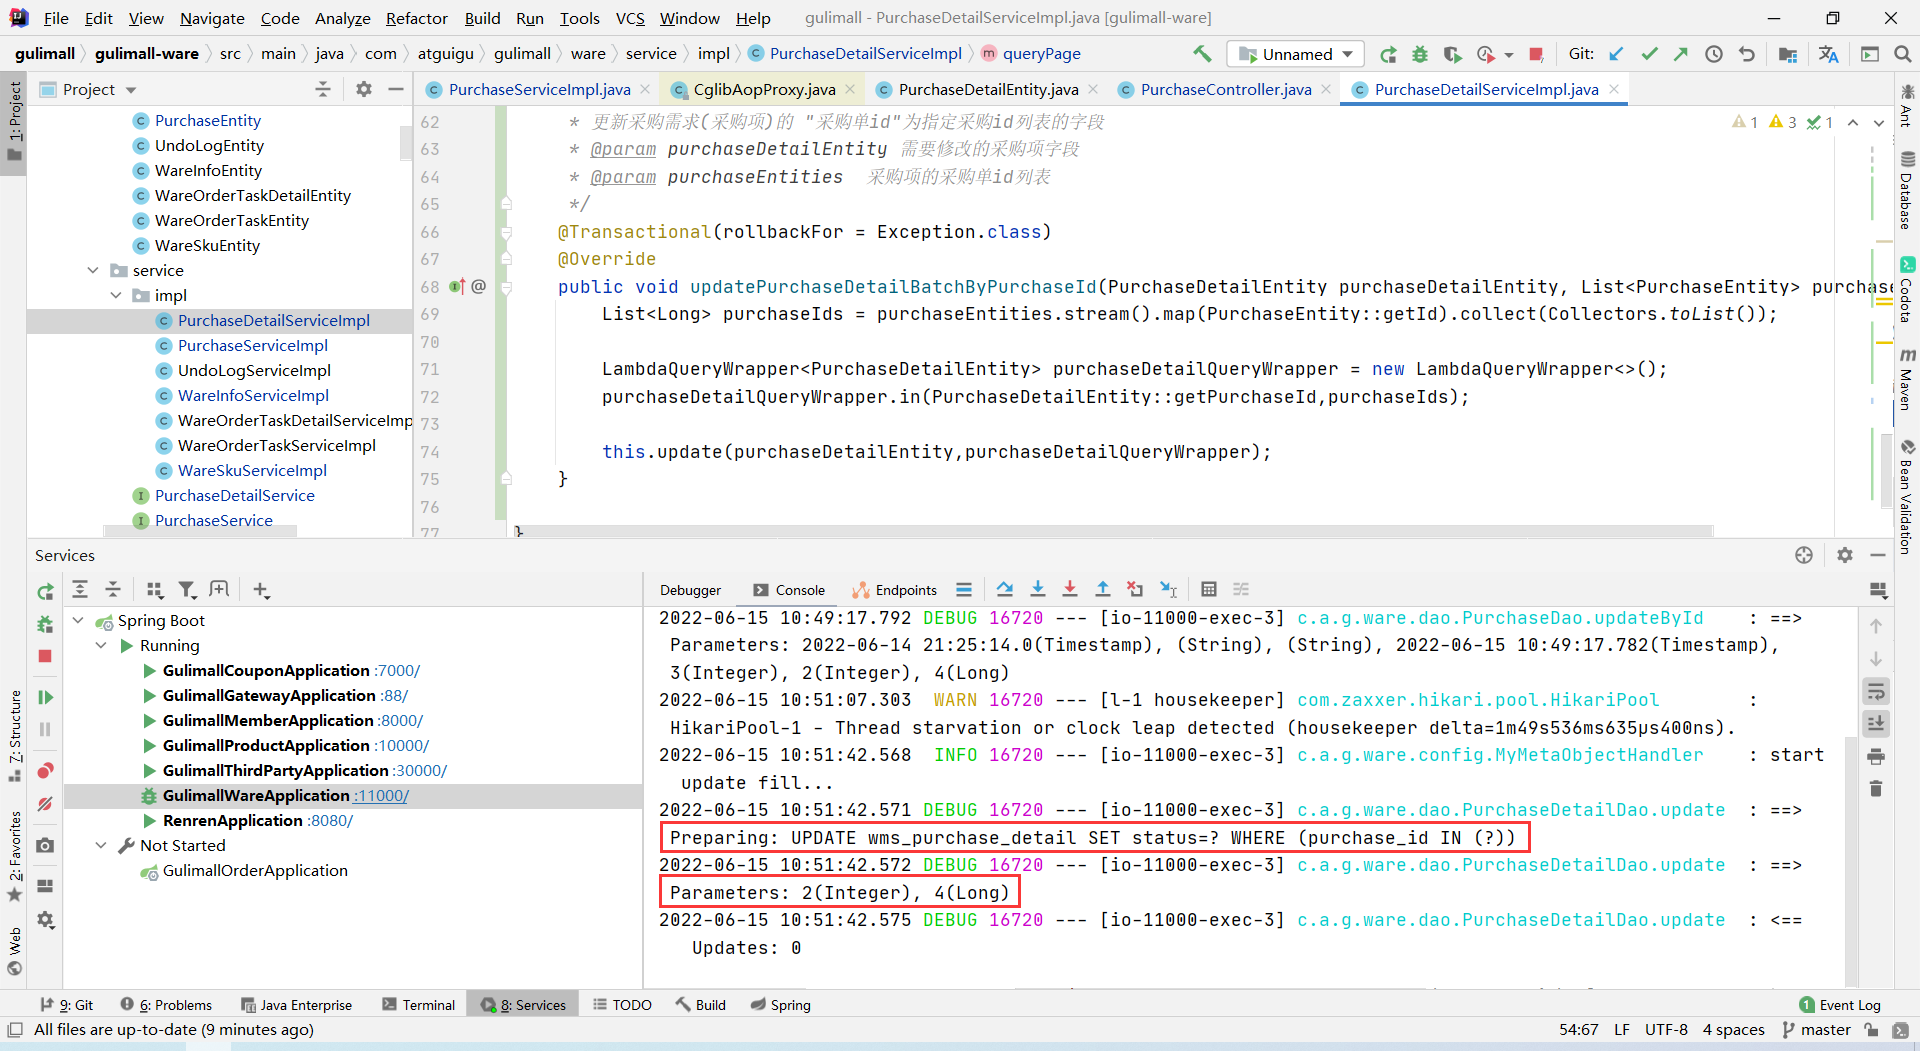 File Edit View Navigate Code Analyze Refactor Build Run Tools VCS Window Help gulimall - PurchaseDetailServiceImpl.java [gulimall-ware]
gulimall gulimall-ware src main java com atguigu gulimall ware service impl PurchaseDetailServiceImpl queryPage Unnamed Git:
1: Project
Project
PurchaseServiceImpl.java CglibAopProxy.java PurchaseDetailEntity.java PurchaseController.java PurchaseDetailServiceImpl.java
PurchaseEntity
UndoLogEntity
WareInfoEntity
WareOrderTaskDetailEntity
WareOrderTaskEntity
WareSkuEntity
service
impl
PurchaseDetailServiceImpl
PurchaseServiceImpl
UndoLogServiceImpl
WareInfoServiceImpl
WareOrderTaskDetailServiceImp
WareOrderTaskServiceImpl
WareSkuServiceImpl
PurchaseDetailService
PurchaseService
1 3 1
62 * 更新采购需求(采购项)的 "采购单id"为指定采购id列表的字段
63 * @param purchaseDetailEntity 需要修改的采购项字段
64 * @param purchaseEntities 采购项的采购单id列表
65 */
66 @Transactional(rollbackFor = Exception.class)
67 @Override
68 @ public void updatePurchaseDetailBatchByPurchaseId(PurchaseDetailEntity purchaseDetailEntity, List<PurchaseEntity> purchase
69 List<Long> purchaseIds = purchaseEntities.stream().map(PurchaseEntity::getId).collect(Collectors.toList());
70
71 LambdaQueryWrapper<PurchaseDetailEntity> purchaseDetailQueryWrapper = new LambdaQueryWrapper<>();
72 purchaseDetailQueryWrapper.in(PurchaseDetailEntity::getPurchaseId,purchaseIds);
73
74 this.update(purchaseDetailEntity,purchaseDetailQueryWrapper);
75 }
76
77 }
Ant
Database
Codota
Maven
Bean Validation
Services
Spring Boot
Running
GulimallCouponApplication :7000/
GulimallGatewayApplication :88/
GulimallMemberApplication :8000/
GulimallProductApplication :10000/
GulimallThirdPartyApplication :30000/
GulimallWareApplication :11000/
RenrenApplication :8080/
Not Started
GulimallOrderApplication
7: Structure
2: Favorites
Web
Debugger Console Endpoints
2022-06-15 10:49:17.792 DEBUG 16720 --- [io-11000-exec-3] c.a.g.ware.dao.PurchaseDao.updateById : ==>
Parameters: 2022-06-14 21:25:14.0(Timestamp), (String), (String), 2022-06-15 10:49:17.782(Timestamp),
3(Integer), 2(Integer), 4(Long)
2022-06-15 10:51:07.303 WARN 16720 --- [l-1 housekeeper] com.zaxxer.hikari.pool.HikariPool :
HikariPool-1 - Thread starvation or clock leap detected (housekeeper delta=1m49s536ms635µs400ns).
2022-06-15 10:51:42.568 INFO 16720 --- [io-11000-exec-3] c.a.g.ware.config.MyMetaObjectHandler : start
update fill...
2022-06-15 10:51:42.571 DEBUG 16720 --- [io-11000-exec-3] c.a.g.ware.dao.PurchaseDetailDao.update : ==>
Preparing: UPDATE wms_purchase_detail SET status=? WHERE (purchase_id IN (?))
2022-06-15 10:51:42.572 DEBUG 16720 --- [io-11000-exec-3] c.a.g.ware.dao.PurchaseDetailDao.update : ==>
Parameters: 2(Integer), 4(Long)
2022-06-15 10:51:42.575 DEBUG 16720 --- [io-11000-exec-3] c.a.g.ware.dao.PurchaseDetailDao.update : <==
Updates: 0
9: Git 6: Problems Java Enterprise Terminal 8: Services TODO Build Spring 1 Event Log
All files are up-to-date (9 minutes ago) 54:67 LF UTF-8 4 spaces master